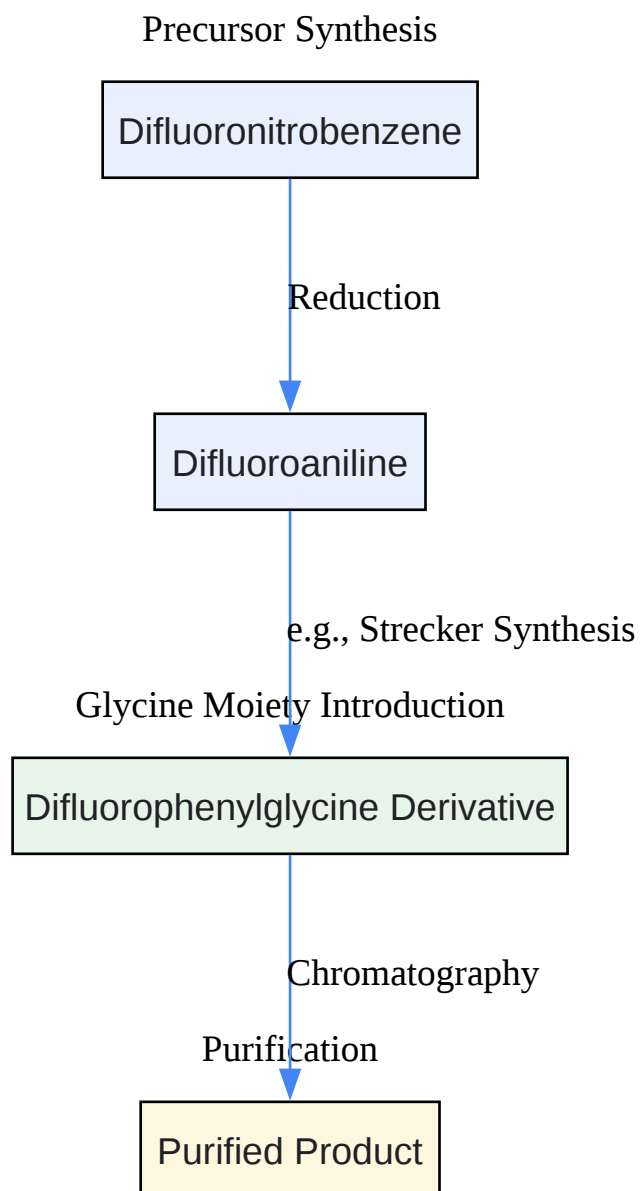 Precursor Synthesis
Difluoronitrobenzene
Reduction
Difluoroaniline
e.g., Strecker Synthesis
Glycine Moiety Introduction
Difluorophenylglycine Derivative
Chromatography
Purification
Purified Product